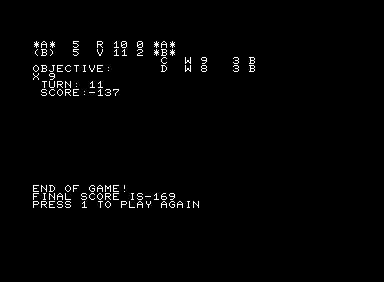 *A*  5  R 10 0 *A*
(B)  5  V 11 2 *B*
C  W 9   3 B
OBJECTIVE:      D  W 8   3 B
X 9
TURN: 11
SCORE:-137
END OF GAME!
FINAL SCORE IS-169
PRESS 1 TO PLAY AGAIN